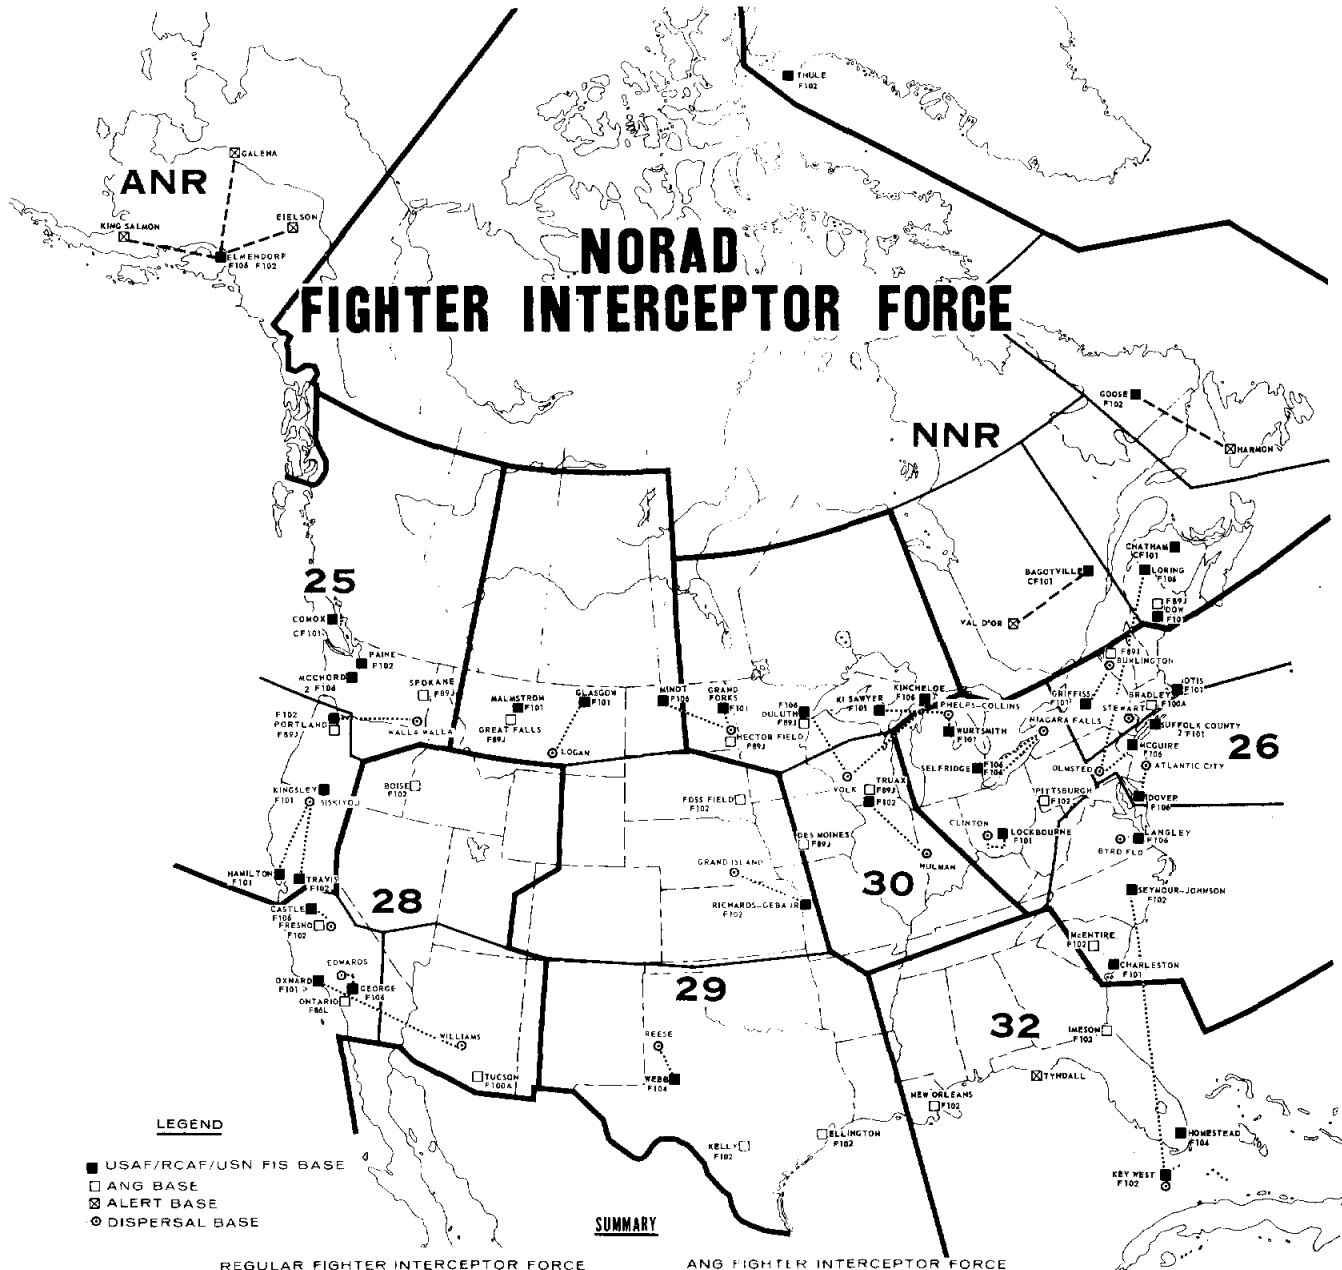 THULE
F102
GALENA
ANR
KING SALMON
EIELSON
ELMENDORF
F106 F102
NORAD
FIGHTER INTERCEPTOR FORCE
GOOSE
F102
NNR
HARMON
25
CHATHAM
CF101
LORING
F106
BAGOTVILLE
CF101
F89J
DOW
F101
VAL D'OR
COMOX
CF101
PAINE
F102
MCCHORD
2 F106
SPOKANE
F89J
F89J
BURLINGTON
MALMSTROM
F101
GREAT FALLS
F89J
GLASGOW
F101
MINOT
F106
GRAND
FORKS
F101
F106
DULUTH
F89J
KI SAWYER
F101
KINCHELOE
F106
PHELPS-COLLINS
GRIFFISS
F101
BRADLEY
F100A
OTIS
F101
STEWART
F102
PORTLAND
F89J
WALLA WALLA
HECTOR FIELD
F89J
WURTSMITH
F101
NIAGARA FALLS
SUFFOLK COUNTY
2 F101
LOGAN
MCGUIRE
F106
26
SELFRIDGE
F106
F106
OLMSTED
ATLANTIC CITY
KINGSLEY
F101
SISKIYOU
BOISE
F102
VOLK
TRUAX
F89J
F102
PITTSBURGH
F102
DOVER
F106
FOSS FIELD
F102
CLINTON
LOCKBOURNE
F101
LANGLEY
F106
BYRD FLD
DES MOINES
F89J
GRAND ISLAND
HULMAN
HAMILTON
F101
TRAVIS
F102
28
30
SEYMOUR-JOHNSON
F102
CASTLE
F106
FRESNO
F102
RICHARDS-GEBAUR
F102
MCENTIRE
F102
CHARLESTON
F101
EDWARDS
OXNARD
F101
GEORGE
F106
ONTARIO
F86L
29
32
IMESON
F102
WILLIAMS
REESE
TUCSON
F100A
WEBB
F104
TYNDALL
NEW ORLEANS
F102
KELLY
F102
ELLINGTON
F102
HOMESTEAD
F104
KEY WEST
F102
LEGEND
USAF/RCAF/USN FIS BASE
ANG BASE
ALERT BASE
DISPERSAL BASE
SUMMARY
REGULAR FIGHTER INTERCEPTOR FORCE
ANG FIGHTER INTERCEPTOR FORCE